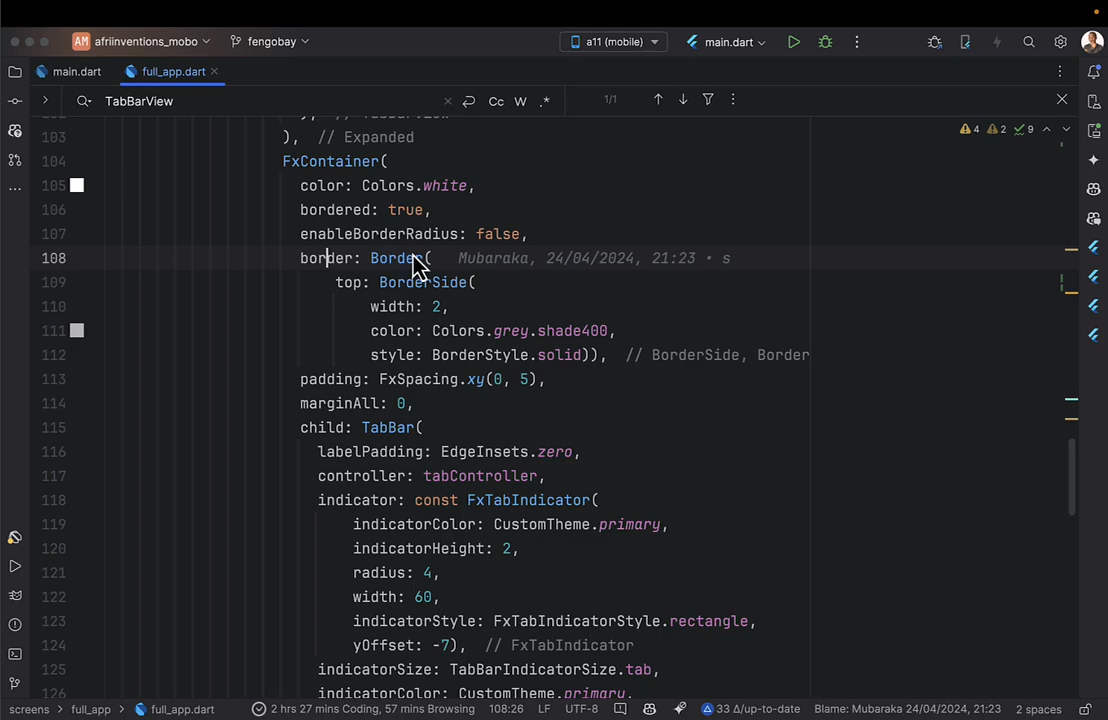 AM afriinventions_mobo fengobay a11 (mobile) main.dart
main.dart full_app.dart
TabBarView Cc W .* 1/1
4 2 9
103 ), // Expanded
104 FxContainer(
105 color: Colors.white,
106 bordered: true,
107 enableBorderRadius: false,
108 border: Border( Mubaraka, 24/04/2024, 21:23 • s
109 top: BorderSide(
110 width: 2,
111 color: Colors.grey.shade400,
112 style: BorderStyle.solid)), // BorderSide, Border
113 padding: FxSpacing.xy(0, 5),
114 marginAll: 0,
115 child: TabBar(
116 labelPadding: EdgeInsets.zero,
117 controller: tabController,
118 indicator: const FxTabIndicator(
119 indicatorColor: CustomTheme.primary,
120 indicatorHeight: 2,
121 radius: 4,
122 width: 60,
123 indicatorStyle: FxTabIndicatorStyle.rectangle,
124 yOffset: -7), // FxTabIndicator
125 indicatorSize: TabBarIndicatorSize.tab,
126 indicatorColor: CustomTheme.primary,
screens full_app full_app.dart 2 hrs 27 mins Coding, 57 mins Browsing 108:26 LF UTF-8 33 Δ/up-to-date Blame: Mubaraka 24/04/2024, 21:23 2 spaces